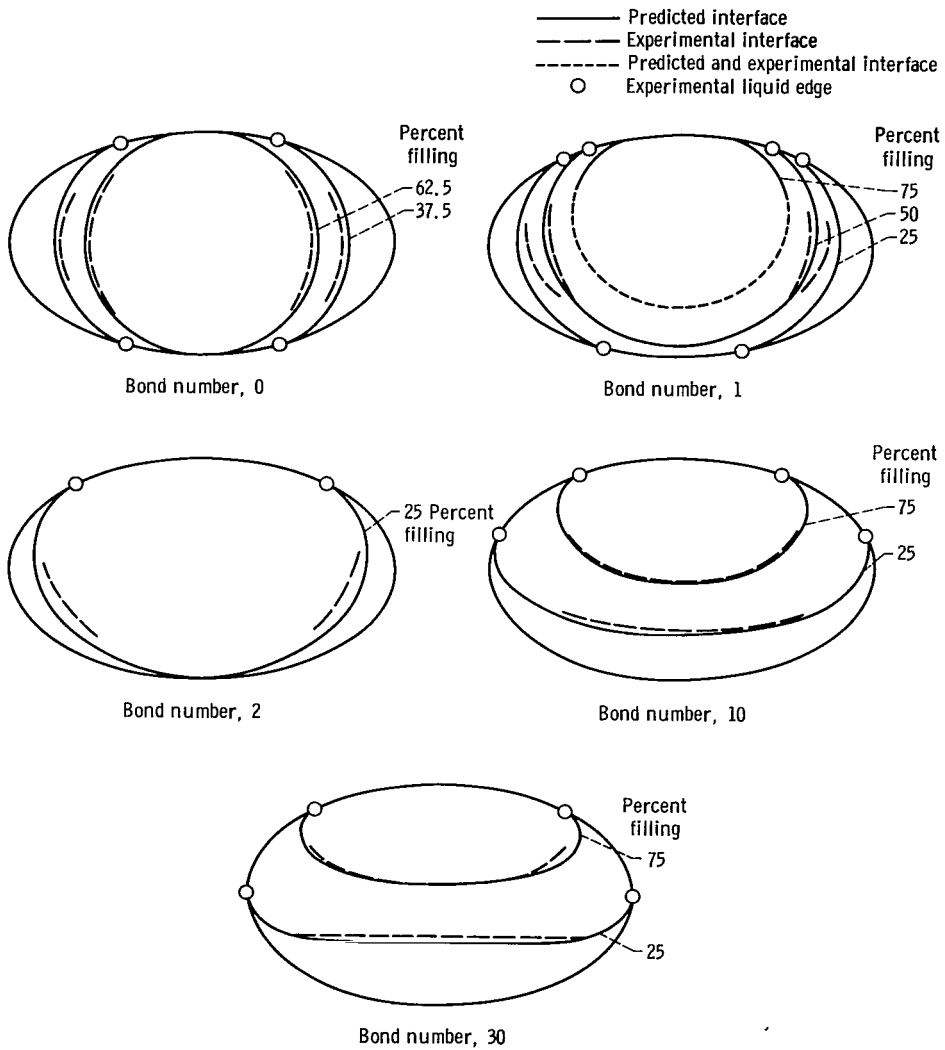 Predicted interface
Experimental interface
Predicted and experimental interface
Experimental liquid edge
Percent
filling
62.5
37.5
Bond number, 0
Percent
filling
75
50
25
Bond number, 1
25 Percent
filling
Bond number, 2
Percent
filling
75
25
Bond number, 10
Percent
filling
75
25
Bond number, 30